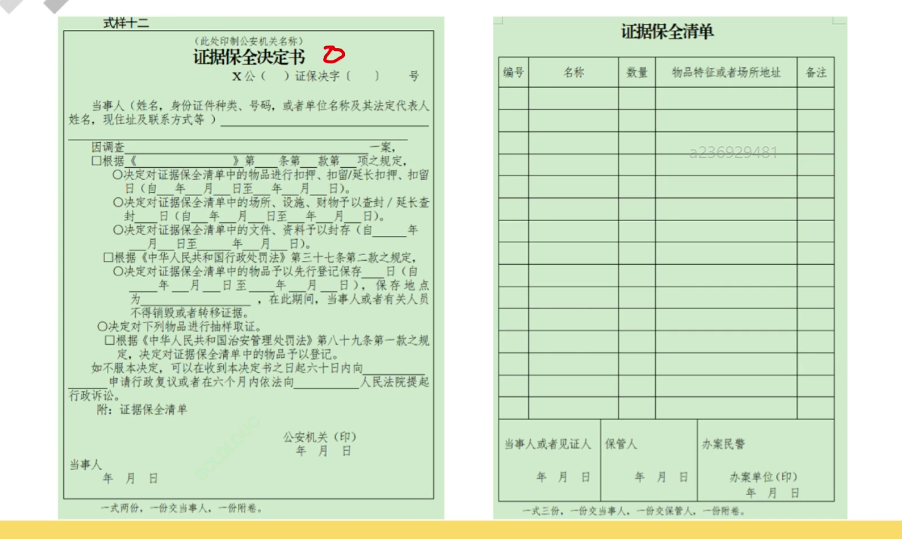 式样十二
（此处印制公安机关名称）
证据保全决定书
X公（　）证保决字〔　〕　号
当事人（姓名，身份证件种类、号码，或者单位名称及其法定代表人
姓名，现住址及联系方式等 ）____
____
因调查____一案，
□根据《____》第___条第___款第___项之规定，
○决定对证据保全清单中的物品进行扣押、扣留/延长扣押、扣留
日（自___年___月___日至___年___月___日）。
○决定对证据保全清单中的场所、设施、财物予以查封／延长查
封____日（自___年___月___日至___年___月___日）。
○决定对证据保全清单中的文件、资料予以封存（自____年
___月___日至____年___月___日）。
□根据《中华人民共和国行政处罚法》第三十七条第二款之规定，
○决定对证据保全清单中的物品予以先行登记保存____日（自
____年___月___日至____年___月___日），保存地点
为____，在此期间，当事人或者有关人员
不得销毁或者转移证据。
○决定对下列物品进行抽样取证。
□根据《中华人民共和国治安管理处罚法》第八十九条第一款之规
定，决定对证据保全清单中的物品予以登记。
如不服本决定，可以在收到本决定书之日起六十日内向____
____申请行政复议或者在六个月内依法向____人民法院提起
行政诉讼。
附：证据保全清单
公安机关（印）
年　月　日
当事人
年　月　日
一式两份，一份交当事人，一份附卷。
证据保全清单
编号　名称　数量　物品特征或者场所地址　备注
a236929481
当事人或者见证人　保管人　办案民警
年　月　日　年　月　日　办案单位(印)
年　月　日
一式三份，一份交当事人，一份交保管人，一份附卷。